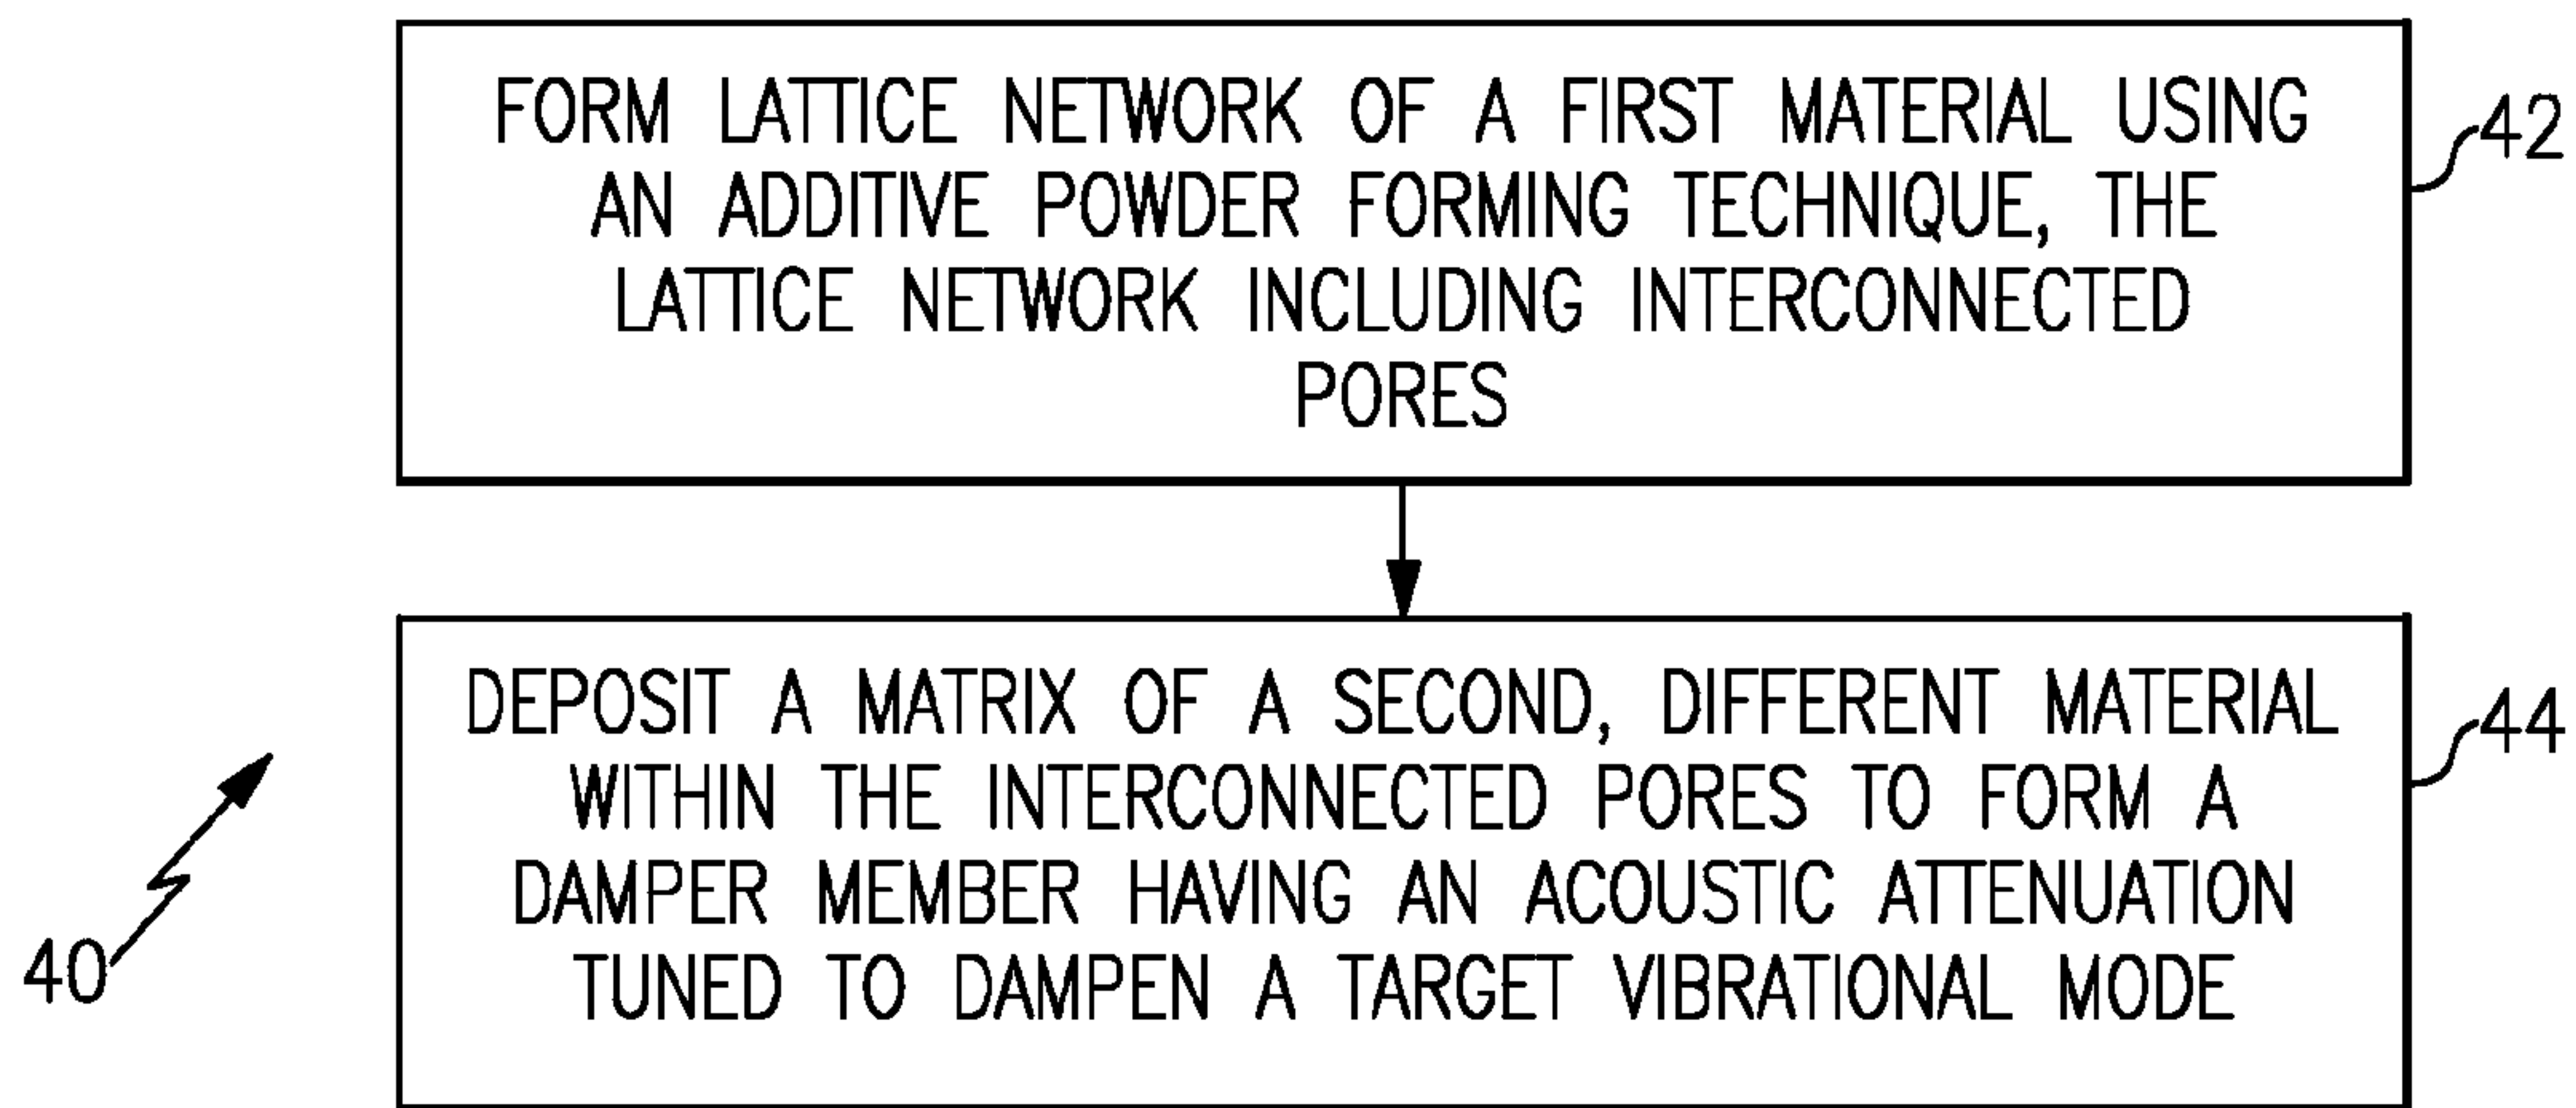 FORM LATTICE NETWORK OF A FIRST MATERIAL USING
AN ADDITIVE POWDER FORMING TECHNIQUE, THE
LATTICE NETWORK INCLUDING INTERCONNECTED
PORES
42
DEPOSIT A MATRIX OF A SECOND, DIFFERENT MATERIAL
WITHIN THE INTERCONNECTED PORES TO FORM A
DAMPER MEMBER HAVING AN ACOUSTIC ATTENUATION
TUNED TO DAMPEN A TARGET VIBRATIONAL MODE
44
40